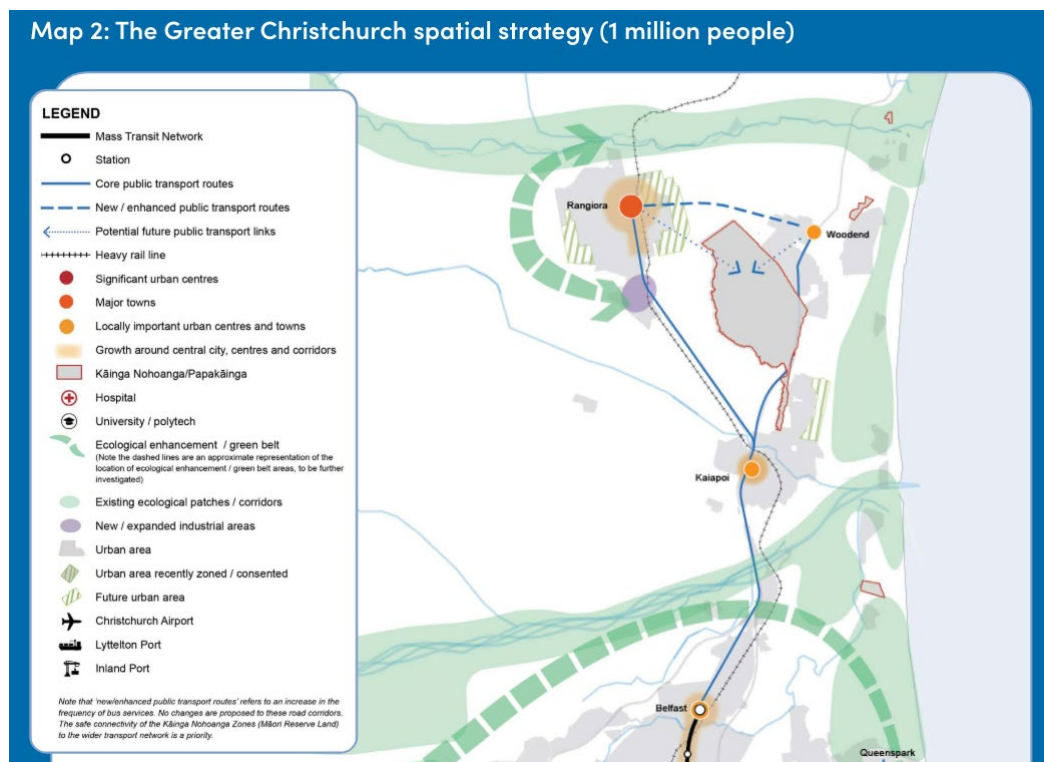 Map 2: The Greater Christchurch spatial strategy (1 million people)
LEGEND
Mass Transit Network
Station
Core public transport routes
New / enhanced public transport routes
Potential future public transport links
Heavy rail line
Significant urban centres
Major towns
Locally important urban centres and towns
Growth around central city, centres and corridors
Kāinga Nohoanga/Papakāinga
Hospital
University / polytech
Ecological enhancement / green belt
(Note the dashed lines are an approximate representation of the
location of ecological enhancement / green belt areas, to be further
investigated)
Existing ecological patches / corridors
New / expanded industrial areas
Urban area
Urban area recently zoned / consented
Future urban area
Christchurch Airport
Lyttelton Port
Inland Port
Note that 'new/enhanced public transport routes' refers to an increase in the
frequency of bus services. No changes are proposed to these road corridors.
The safe connectivity of the Kāinga Nohoanga Zones (Māori Reserve Land)
to the wider transport network is a priority.
Rangiora
Woodend
Kaiapoi
Belfast
Queenspark